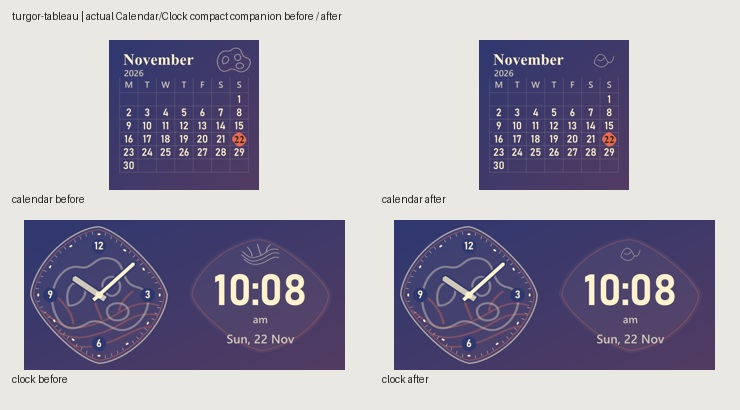 turgor-tableau | actual Calendar/Clock compact companion before / after
November
2026
M T W T F S S
1
2 3 4 5 6 7 8
9 10 11 12 13 14 15
16 17 18 19 20 21 22
23 24 25 26 27 28 29
30
November
2026
M T W T F S S
1
2 3 4 5 6 7 8
9 10 11 12 13 14 15
16 17 18 19 20 21 22
23 24 25 26 27 28 29
30
calendar before
calendar after
12
9 3
6
10:08
am
Sun, 22 Nov
12
9 3
6
10:08
am
Sun, 22 Nov
clock before
clock after